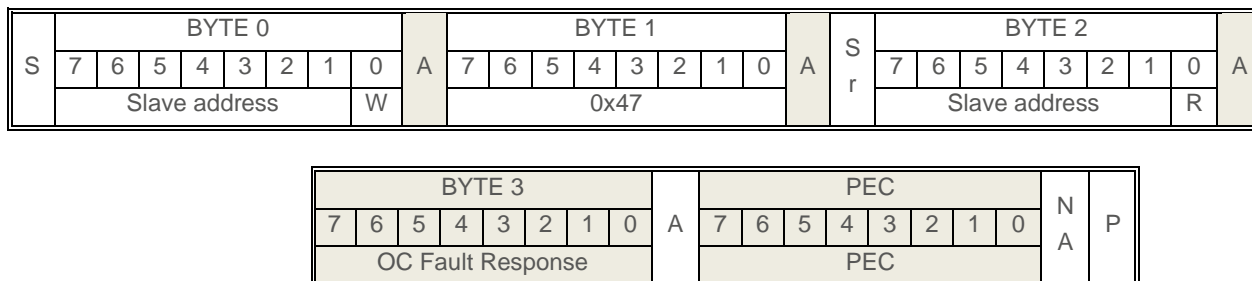 BYTE 0 BYTE 1 BYTE 2
S 7 6 5 4 3 2 1 0 A 7 6 5 4 3 2 1 0 A Sr 7 6 5 4 3 2 1 0 A
Slave address W 0x47 Slave address R
BYTE 3 PEC
7 6 5 4 3 2 1 0 A 7 6 5 4 3 2 1 0 NA P
OC Fault Response PEC